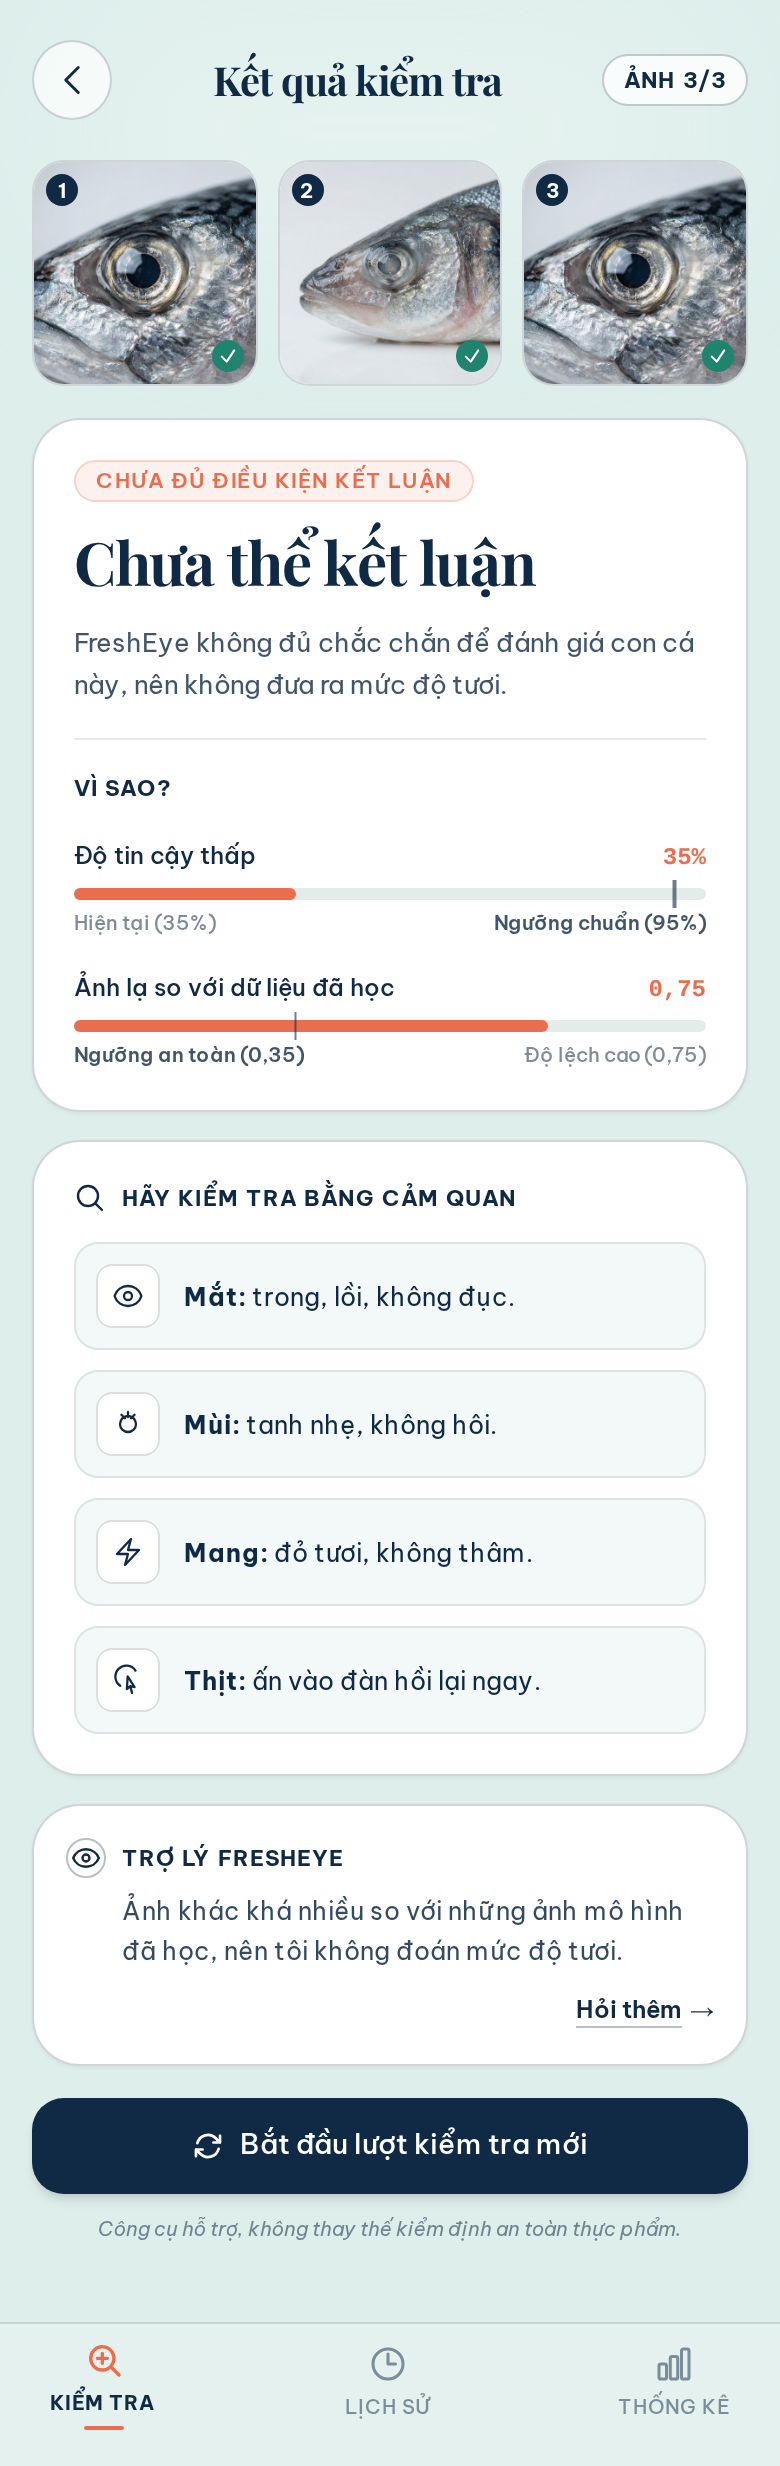 Kết quả kiểm tra
ẢNH 3/3
1
2
3
CHƯA ĐỦ ĐIỀU KIỆN KẾT LUẬN
Chưa thể kết luận
FreshEye không đủ chắc chắn để đánh giá con cá
này, nên không đưa ra mức độ tươi.
VÌ SAO?
Độ tin cậy thấp
35%
Hiện tại (35%)
Ngưỡng chuẩn (95%)
Ảnh lạ so với dữ liệu đã học
0,75
Ngưỡng an toàn (0,35)
Độ lệch cao (0,75)
HÃY KIỂM TRA BẰNG CẢM QUAN
Mắt: trong, lồi, không đục.
Mùi: tanh nhẹ, không hôi.
Mang: đỏ tươi, không thâm.
Thịt: ấn vào đàn hồi lại ngay.
TRỢ LÝ FRESHEYE
Ảnh khác khá nhiều so với những ảnh mô hình
đã học, nên tôi không đoán mức độ tươi.
Hỏi thêm →
Bắt đầu lượt kiểm tra mới
Công cụ hỗ trợ, không thay thế kiểm định an toàn thực phẩm.
KIỂM TRA
LỊCH SỬ
THỐNG KÊ